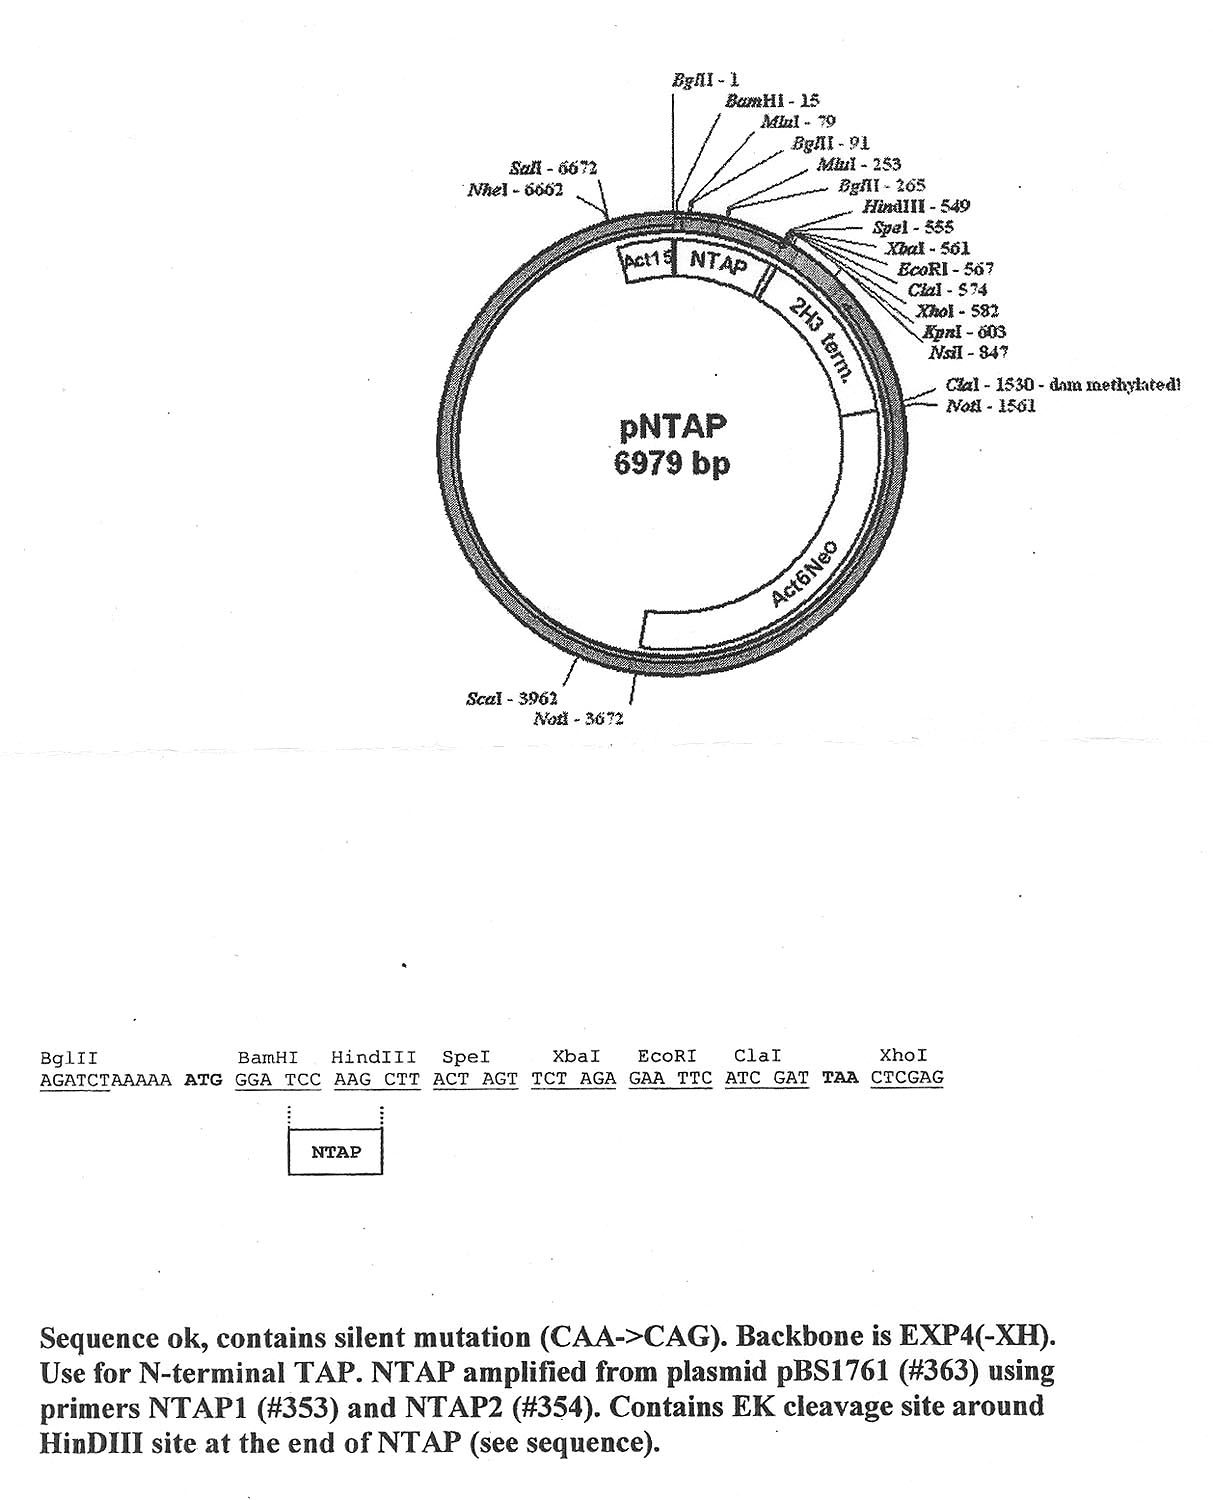 BglII - 1
BamHI - 15
MluI - 79
BglII - 91
MluI - 253
BglII - 265
HindIII - 549
SpeI - 555
XbaI - 561
EcoRI - 567
ClaI - 574
XhoI - 582
KpnI - 603
NsiI - 847
ClaI - 1530 - dam methylated!
NotI - 1561
SalI - 6672
NheI - 6662
Act15
NTAP
2H3 term.
pNTAP
6979 bp
Act6Neo
ScaI - 3962
NotI - 3672
BglII BamHI HindIII SpeI XbaI EcoRI ClaI XhoI
AGATCTAAAAA ATG GGA TCC AAG CTT ACT AGT TCT AGA GAA TTC ATC GAT TAA CTCGAG
NTAP
Sequence ok, contains silent mutation (CAA->CAG). Backbone is EXP4(-XH).
Use for N-terminal TAP. NTAP amplified from plasmid pBS1761 (#363) using
primers NTAP1 (#353) and NTAP2 (#354). Contains EK cleavage site around
HinDIII site at the end of NTAP (see sequence).